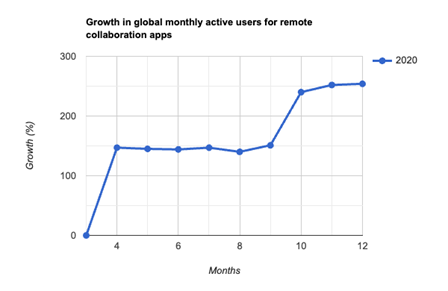 Growth in global monthly active users for remote
collaboration apps
300
2020
200
100
0
Growth (%)
4 6 8 10 12
Months